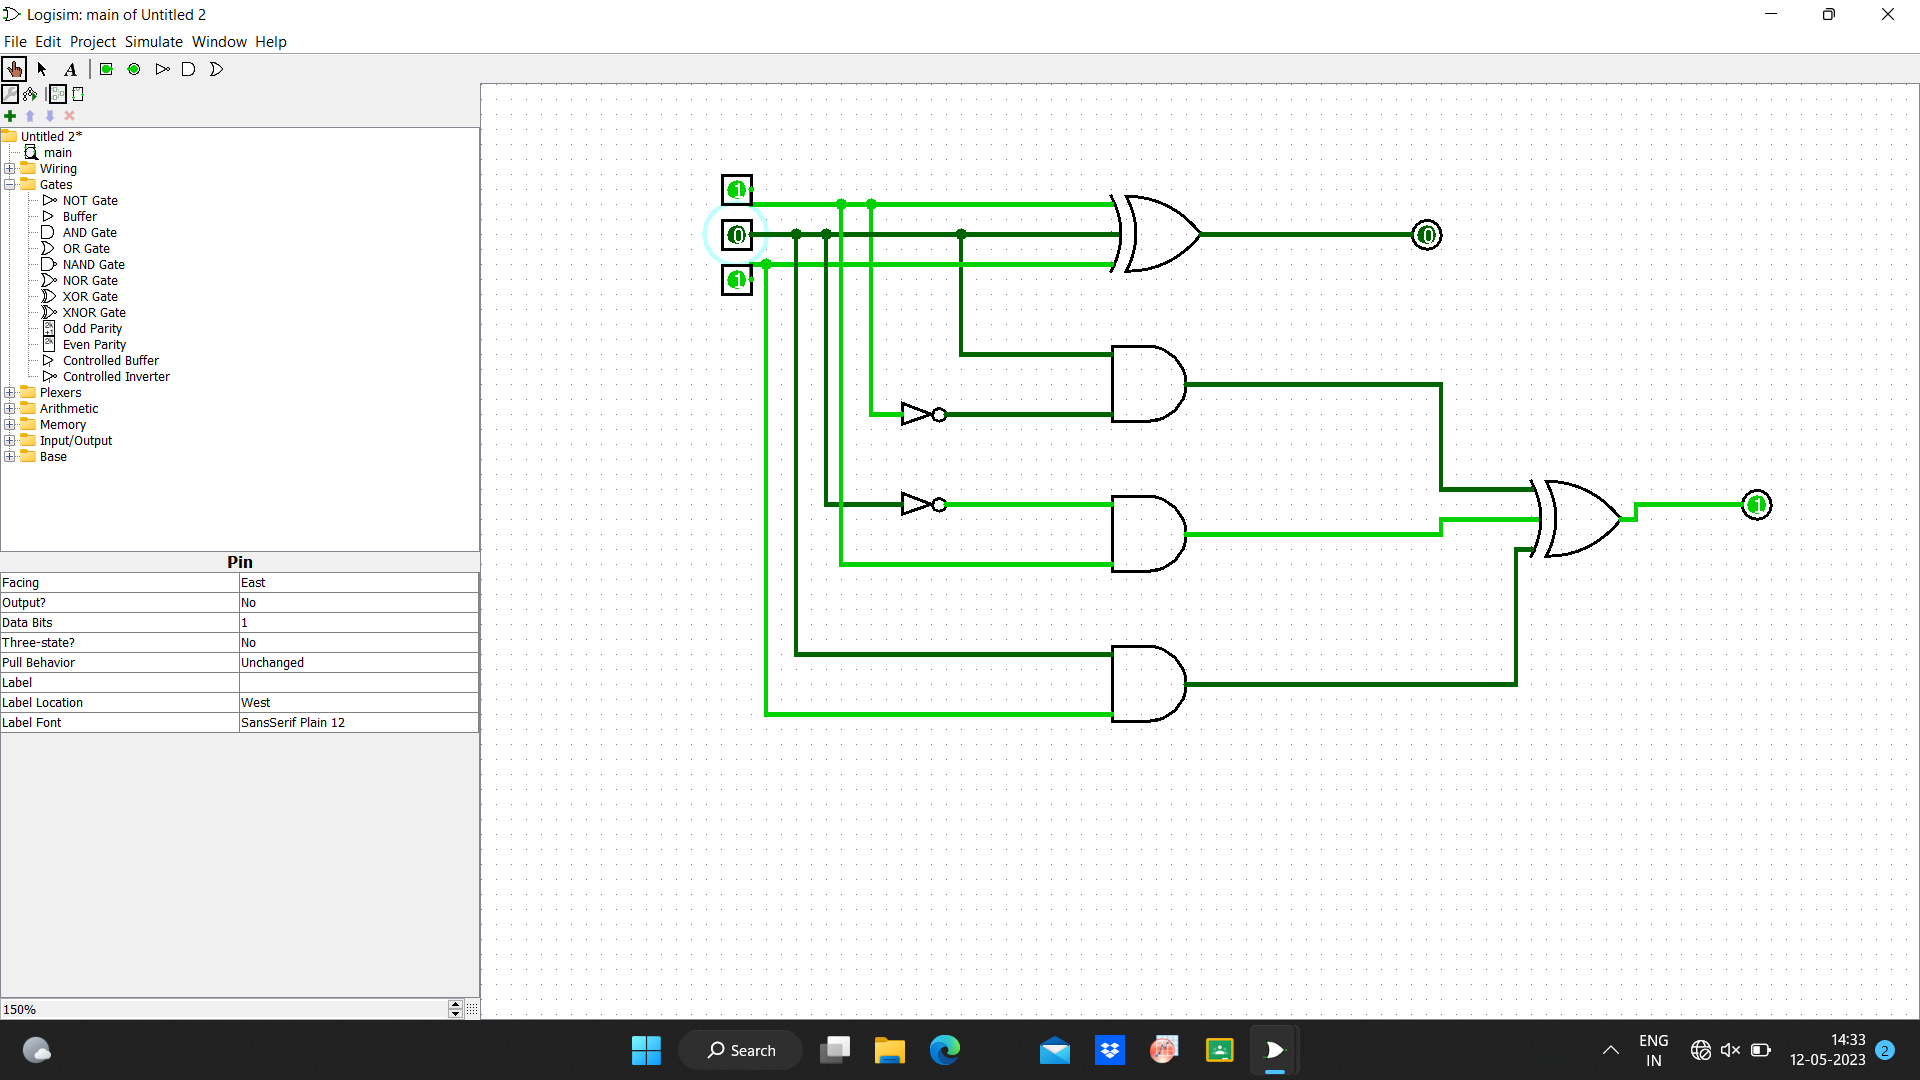 Logisim: main of Untitled 2
File Edit Project Simulate Window Help
A
Untitled 2*
main
Wiring
Gates
NOT Gate
Buffer
AND Gate
OR Gate
NAND Gate
NOR Gate
XOR Gate
XNOR Gate
Odd Parity
Even Parity
Controlled Buffer
Controlled Inverter
Plexers
Arithmetic
Memory
Input/Output
Base
Pin
Facing East
Output? No
Data Bits 1
Three-state? No
Pull Behavior Unchanged
Label
Label Location West
Label Font SansSerif Plain 12
150%
1
0
1
0
1
Search
ENG
IN
14:33
12-05-2023
2